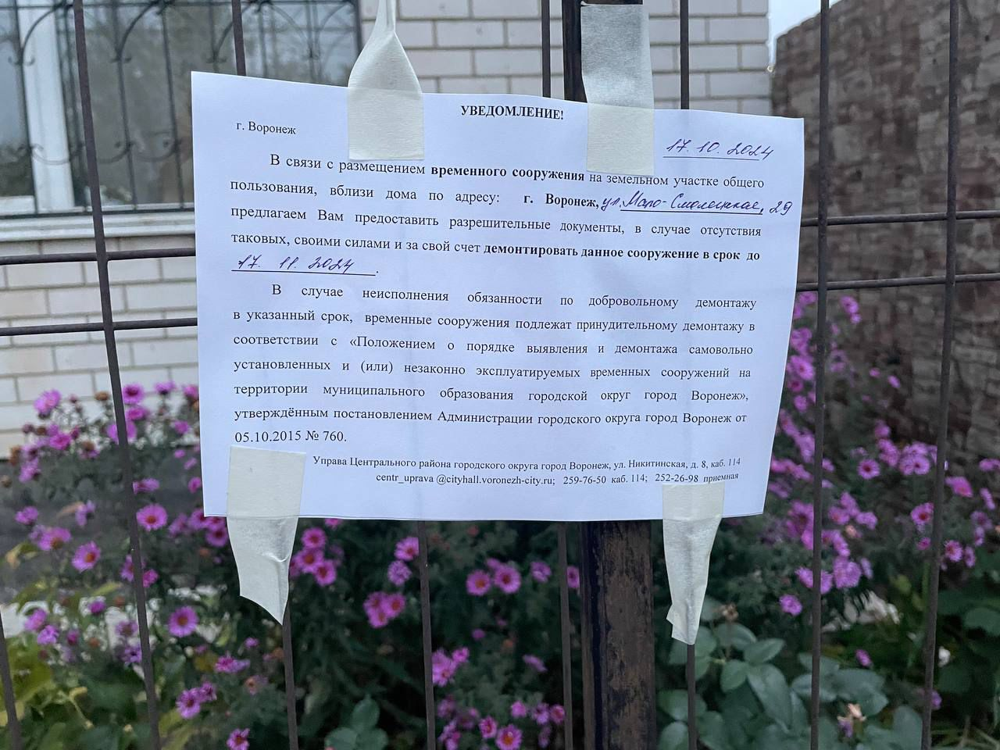 УВЕДОМЛЕНИЕ!
г. Воронеж
17.10.2024
В связи с размещением временного сооружения на земельном участке общего
пользования, вблизи дома по адресу: г. Воронеж, ул. Мало-Смоленская, 29
предлагаем Вам предоставить разрешительные документы, в случае отсутствия
таковых, своими силами и за свой счет демонтировать данное сооружение в срок до
17. 11. 2024.
В случае неисполнения обязанности по добровольному демонтажу
в указанный срок, временные сооружения подлежат принудительному демонтажу в
соответствии с «Положением о порядке выявления и демонтажа самовольно
установленных и (или) незаконно эксплуатируемых временных сооружений на
территории муниципального образования городской округ город Воронеж»,
утверждённым постановлением Администрации городского округа город Воронеж от
05.10.2015 № 760.
Управа Центрального района городского округа город Воронеж, ул. Никитинская, д. 8, каб. 114
centr_uprava @cityhall.voronezh-city.ru; 259-76-50 каб. 114; 252-26-98 приемная